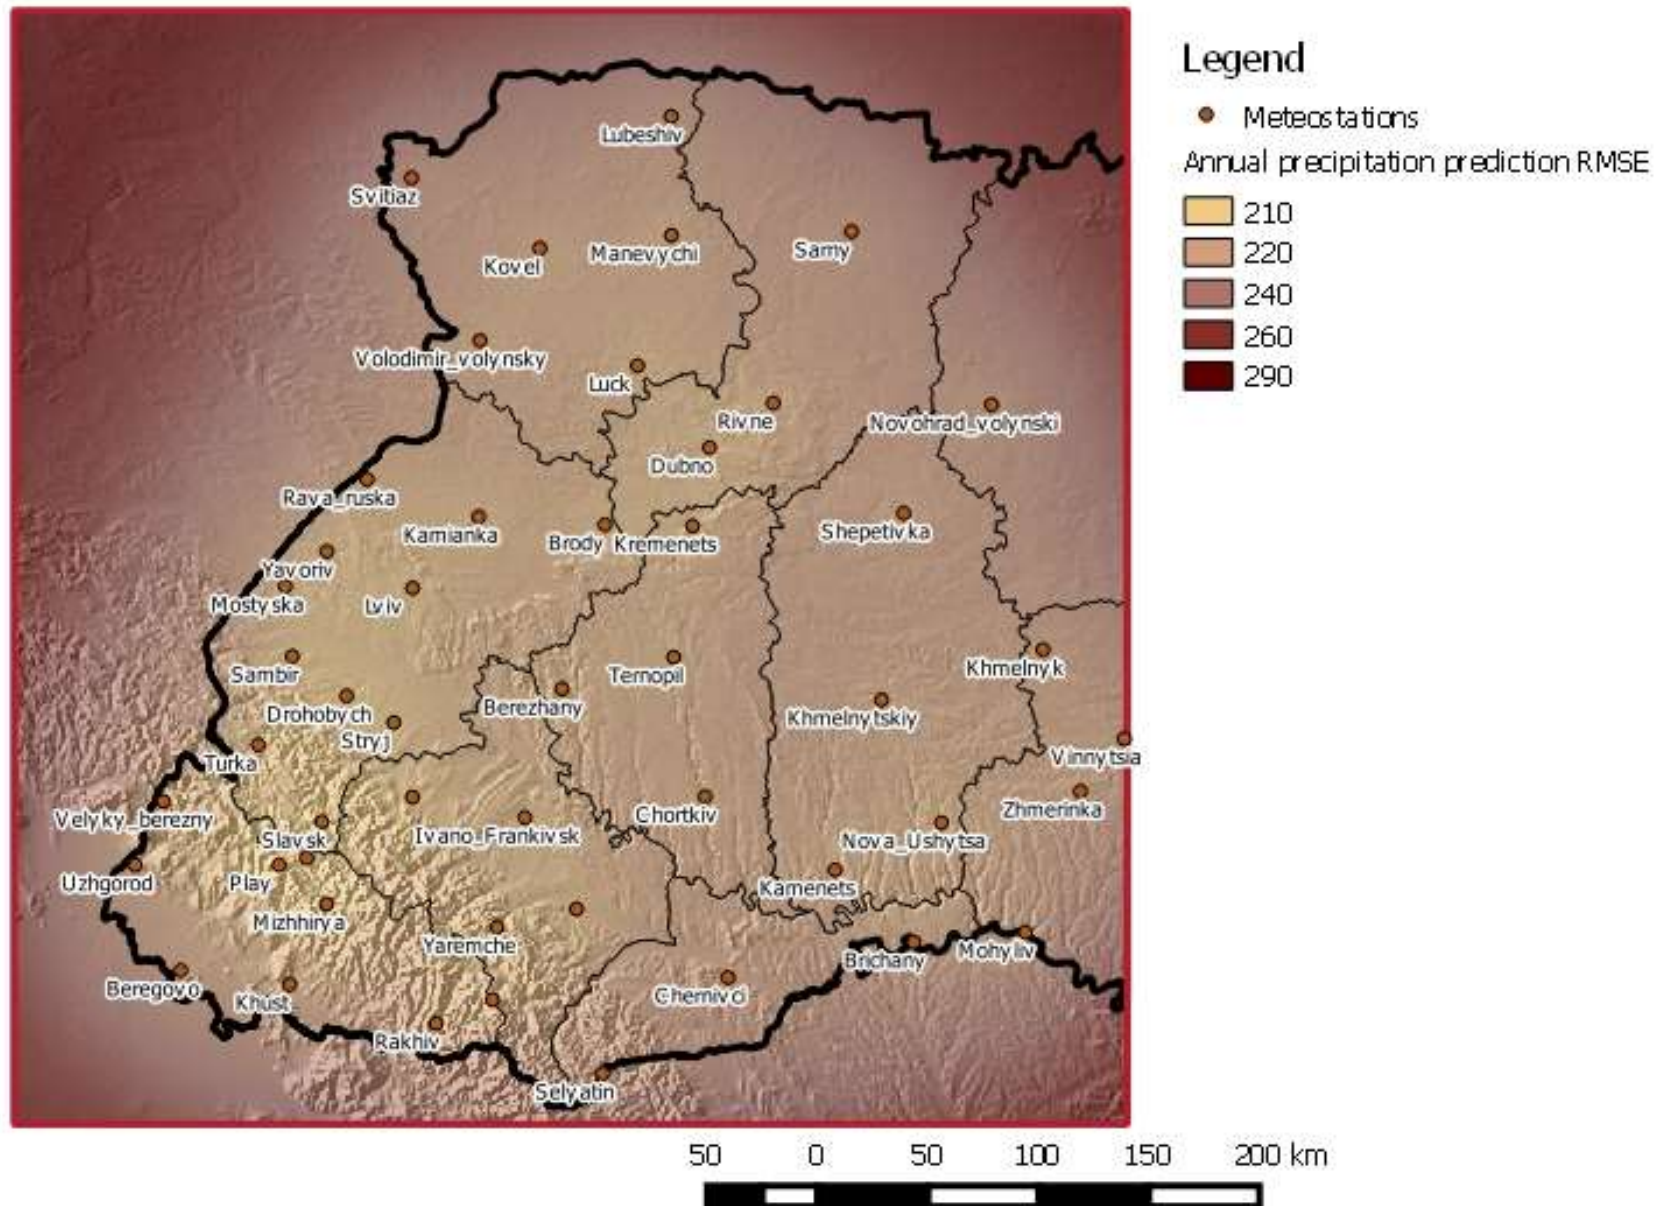 Legend
Meteostations
Annual precipitation prediction RMSE
210
220
240
260
290
Lubeshiv
Svitiaz
Kovel
Manevychi
Sarny
Volodimir_volynsky
Luck
Rivne
Novohrad_volynski
Dubno
Rava_ruska
Kamianka
Brody
Kremenets
Shepetivka
Yavoriv
Mostyska
Lviv
Sambir
Ternopil
Khmelnyk
Drohobych
Berezhany
Khmelnytskiy
Stryj
Turka
Vinnytsia
Velyky_berezny
Slavsk
Ivano_Frankivsk
Chortkiv
Zhmerinka
Nova_Ushytsa
Uzhgorod
Play
Kamenets
Mizhhirya
Yaremche
Brichany
Mohyliv
Beregovo
Khust
Chernivci
Rakhiv
Selyatin
50 0 50 100 150 200 km